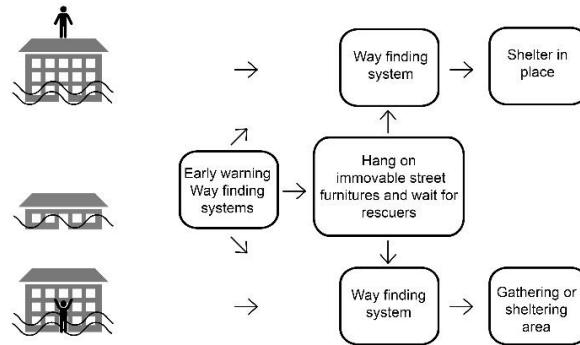 Way finding
system
Shelter in
place
Early warning
Way finding
systems
Hang on
immovable street
furnitures and wait for
rescuers
Way finding
system
Gathering or
sheltering
area